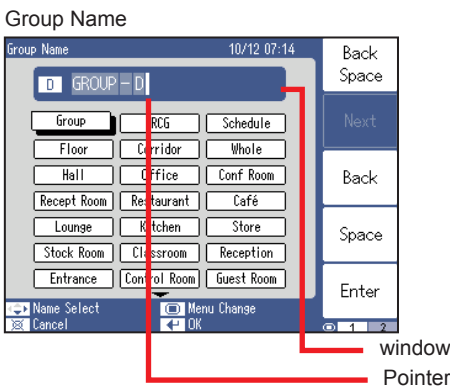 Group Name
Group Name 10/12 07:14
D GROUP－D
Back Space
Next
Back
Space
Enter
Group RCG Schedule
Floor Corridor Whole
Hall Office Conf Room
Recept Room Restaurant Café
Lounge Kitchen Store
Stock Room Classroom Reception
Entrance Control Room Guest Room
Name Select Menu Change
Cancel OK
1 2
window
Pointer